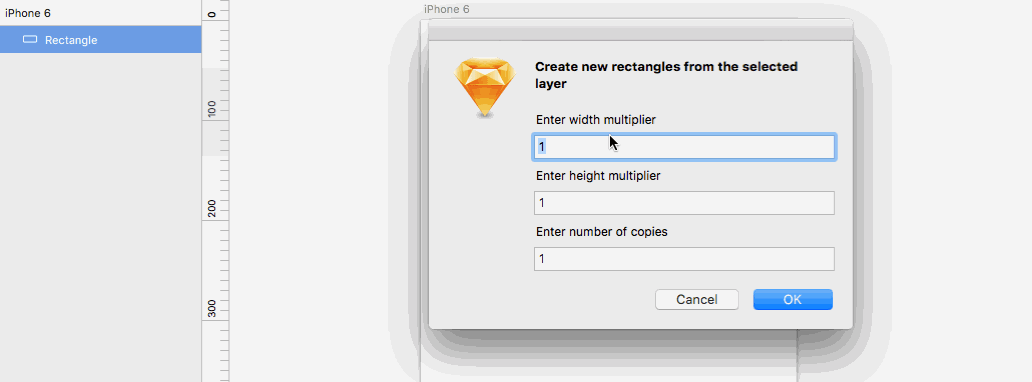 iPhone 6
Rectangle
0
100
200
300
iPhone 6
Create new rectangles from the selected
layer
Enter width multiplier
1
Enter height multiplier
1
Enter number of copies
1
Cancel
OK